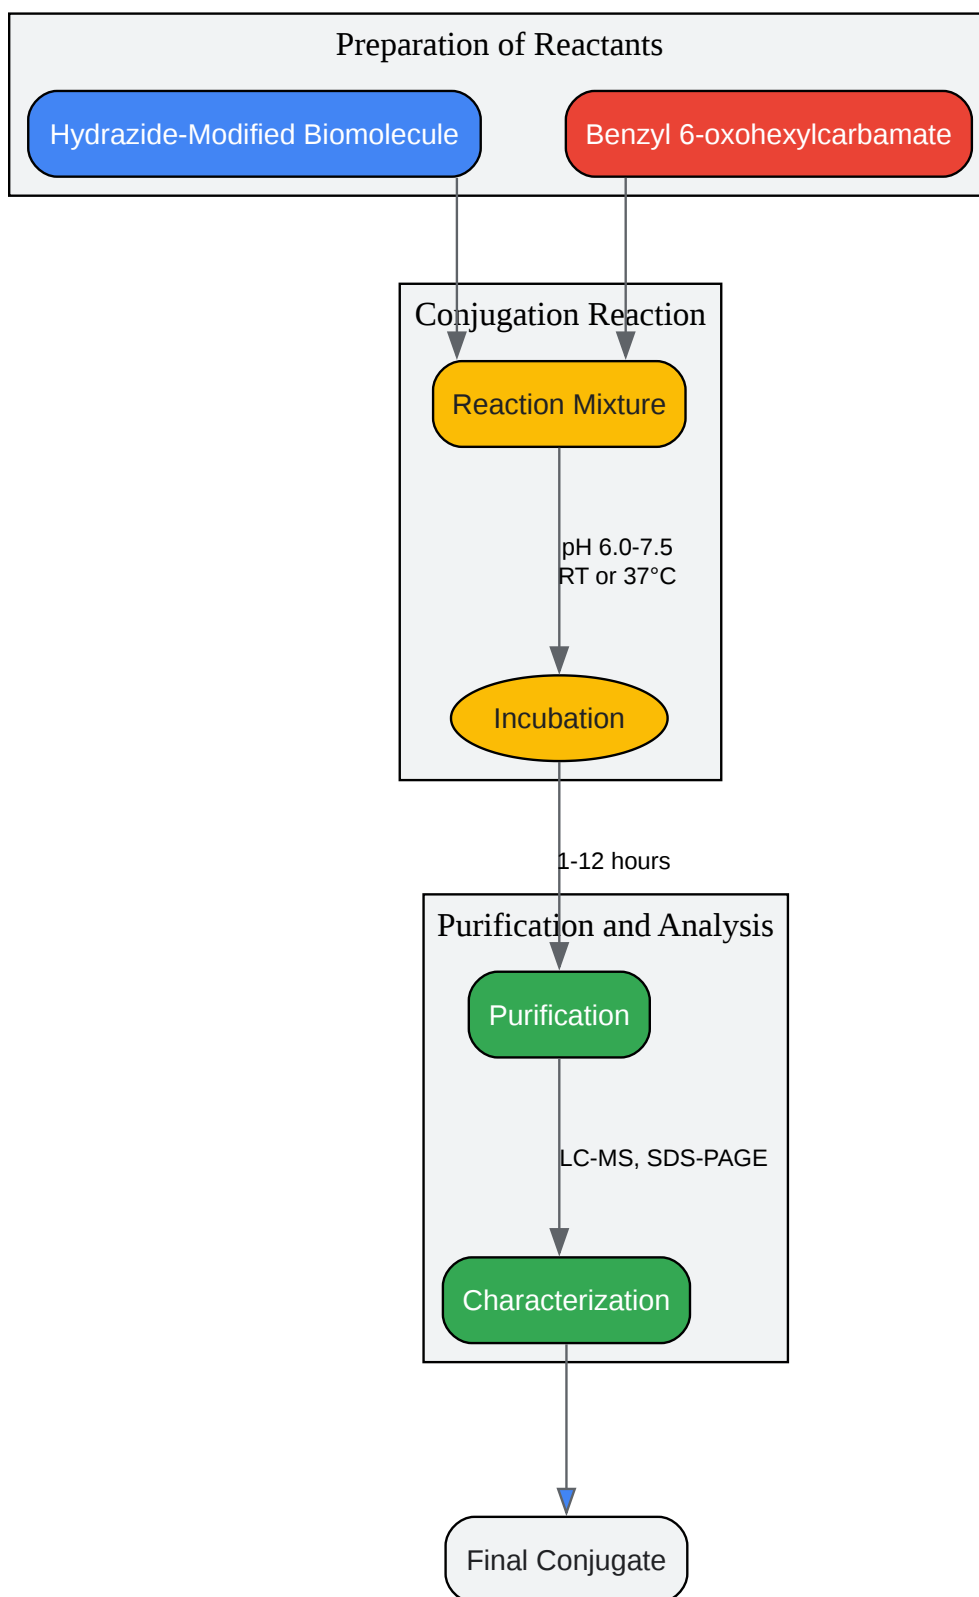 Preparation of Reactants
Hydrazide-Modified Biomolecule
Benzyl 6-oxohexylcarbamate
Conjugation Reaction
Reaction Mixture
pH 6.0-7.5
RT or 37°C
Incubation
1-12 hours
Purification and Analysis
Purification
LC-MS, SDS-PAGE
Characterization
Final Conjugate